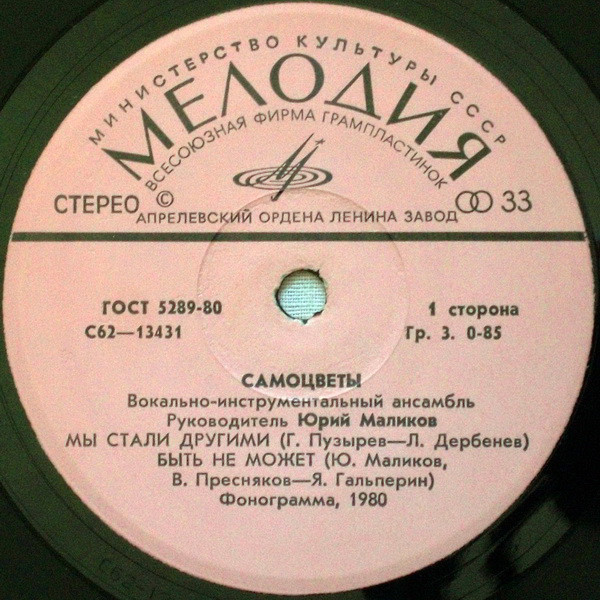 МИНИСТЕРСТВО КУЛЬТУРЫ СССР
МЕЛОДИЯ
ВСЕСОЮЗНАЯ ФИРМА ГРАМПЛАСТИНОК
СТЕРЕО ©
33
АПРЕЛЕВСКИЙ ОРДЕНА ЛЕНИНА ЗАВОД
ГОСТ 5289-80
1 сторона
С62—13431
Гр. 3. 0-85
САМОЦВЕТЫ
Вокально-инструментальный ансамбль
Руководитель Юрий Маликов
МЫ СТАЛИ ДРУГИМИ (Г. Пузырев—Л. Дербенев)
БЫТЬ НЕ МОЖЕТ (Ю. Маликов,
В. Пресняков—Я. Гальперин)
Фонограмма, 1980